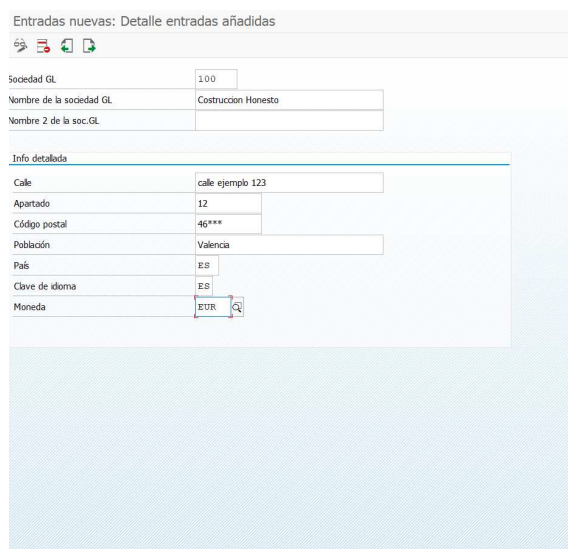 Entradas nuevas: Detalle entradas añadidas
Sociedad GL 100
Nombre de la sociedad GL Costruccion Honesto
Nombre 2 de la soc.GL
Info detallada
Calle calle ejemplo 123
Apartado 12
Código postal 46***
Población Valencia
País ES
Clave de idioma ES
Moneda EUR